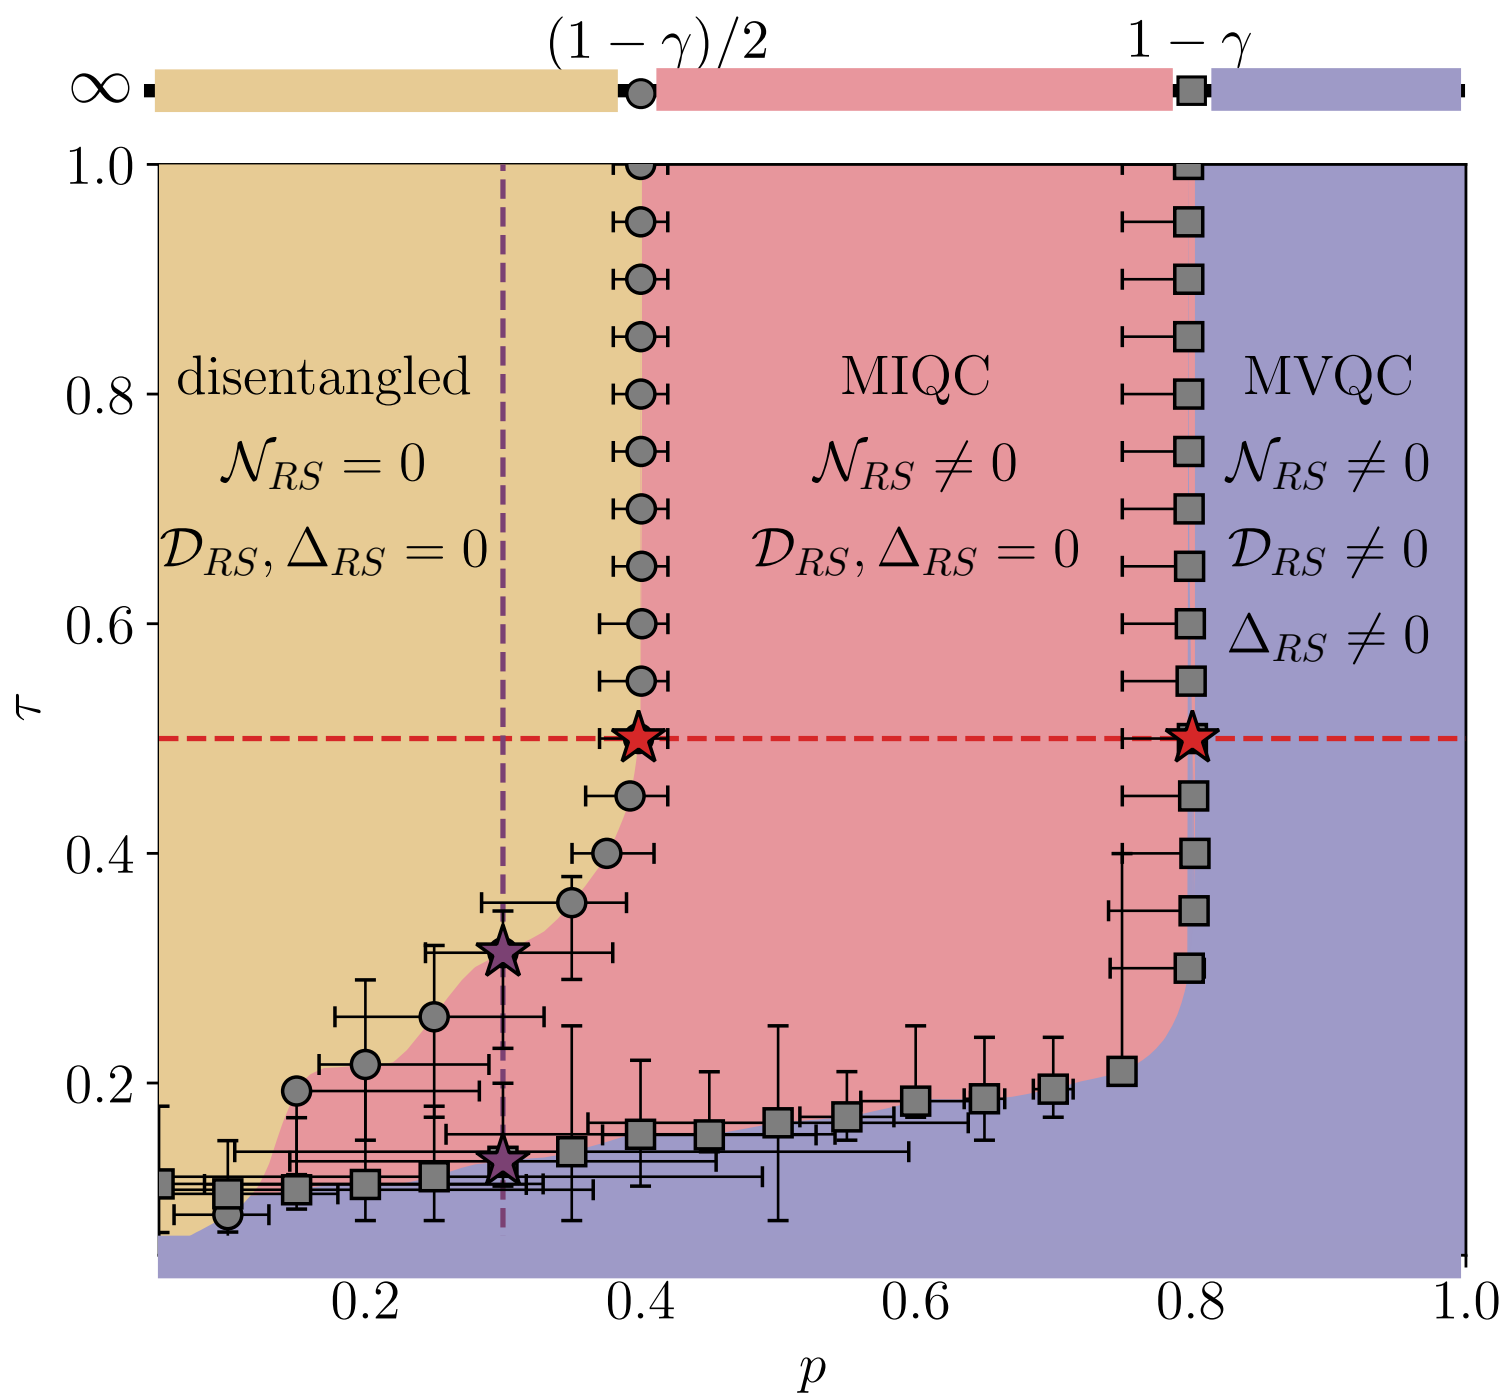 (1 − γ)/2
1 − γ
∞
1.0
0.8
0.6
0.4
0.2
τ
disentangled
𝒩_RS = 0
𝒟_RS, Δ_RS = 0
MIQC
𝒩_RS ≠ 0
𝒟_RS, Δ_RS = 0
MVQC
𝒩_RS ≠ 0
𝒟_RS ≠ 0
Δ_RS ≠ 0
0.2 0.4 0.6 0.8 1.0
p